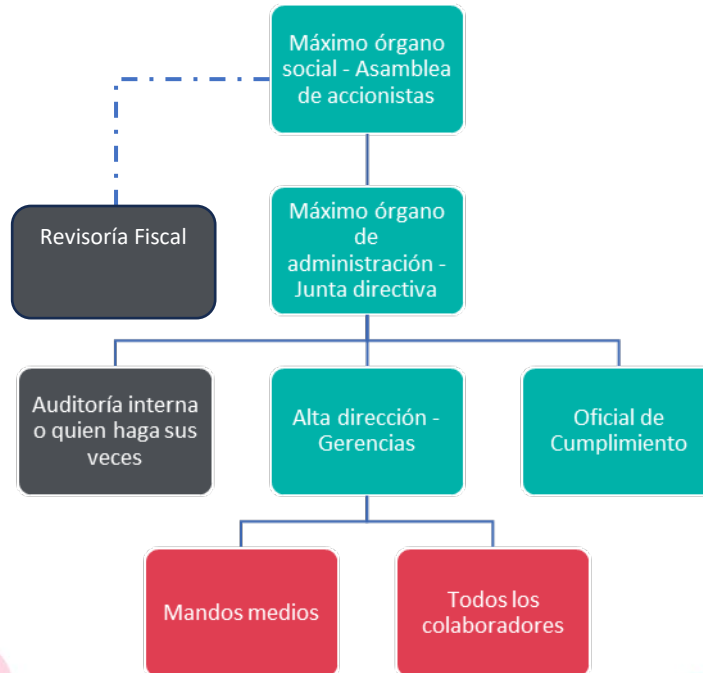 Máximo órgano
social - Asamblea
de accionistas
Revisoría Fiscal
Máximo órgano
de
administración -
Junta directiva
Auditoría interna
o quien haga sus
veces
Alta dirección -
Gerencias
Oficial de
Cumplimiento
Mandos medios
Todos los
colaboradores